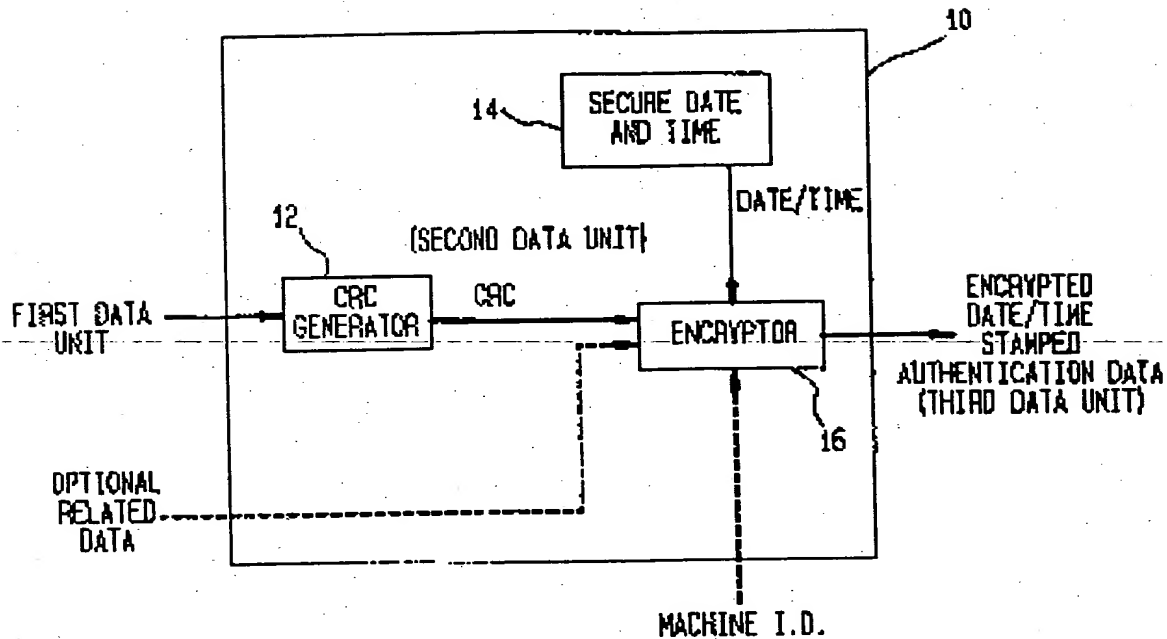 10
14
SECURE DATE
AND TIME
DATE/TIME
12
(SECOND DATA UNIT)
CRC
GENERATOR
CRC
FIRST DATA
UNIT
ENCRYPTOR
ENCRYPTED
DATE/TIME
STAMPED
AUTHENTICATION DATA
(THIRD DATA UNIT)
16
OPTIONAL
RELATED
DATA
MACHINE I.D.